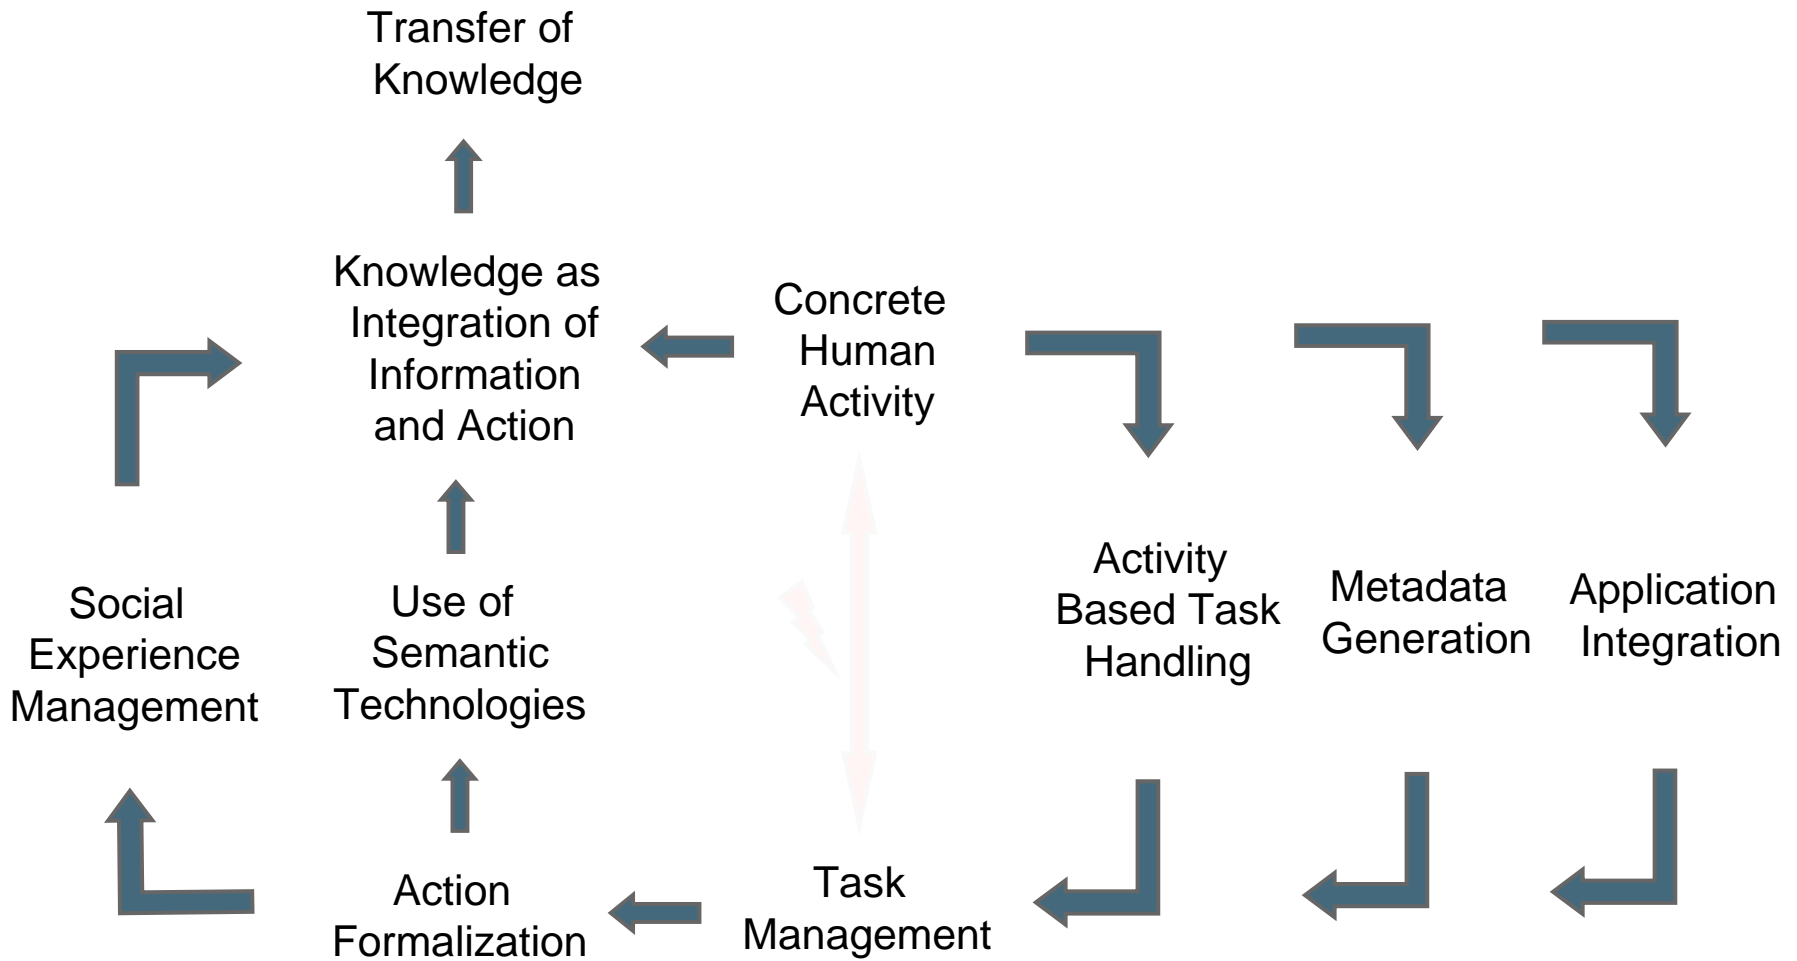 Transfer of
Knowledge
Knowledge as
Integration of
Information
and Action
Concrete
Human
Activity
Social
Experience
Management
Use of
Semantic
Technologies
Activity
Based Task
Handling
Metadata
Generation
Application
Integration
Action
Formalization
Task
Management